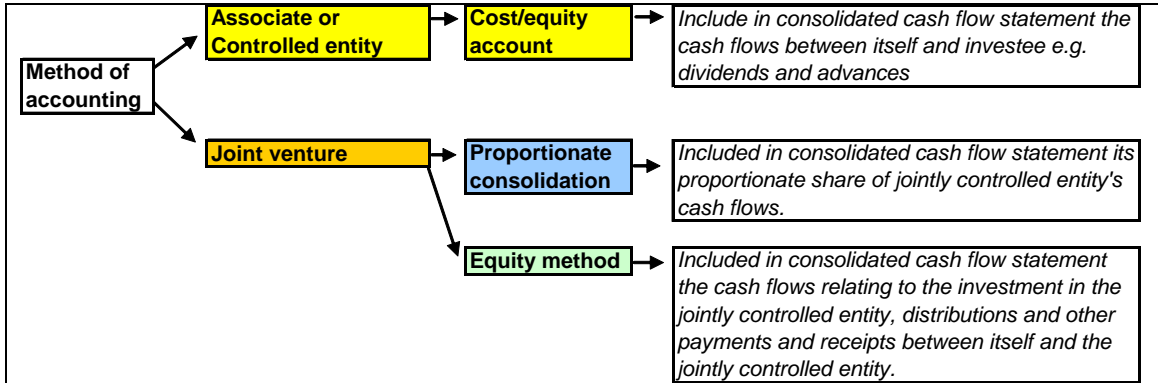 Method of
accounting
Associate or
Controlled entity
Cost/equity
account
Include in consolidated cash flow statement the
cash flows between itself and investee e.g.
dividends and advances
Joint venture
Proportionate
consolidation
Included in consolidated cash flow statement its
proportionate share of jointly controlled entity's
cash flows.
Equity method
Included in consolidated cash flow statement
the cash flows relating to the investment in the
jointly controlled entity, distributions and other
payments and receipts between itself and the
jointly controlled entity.